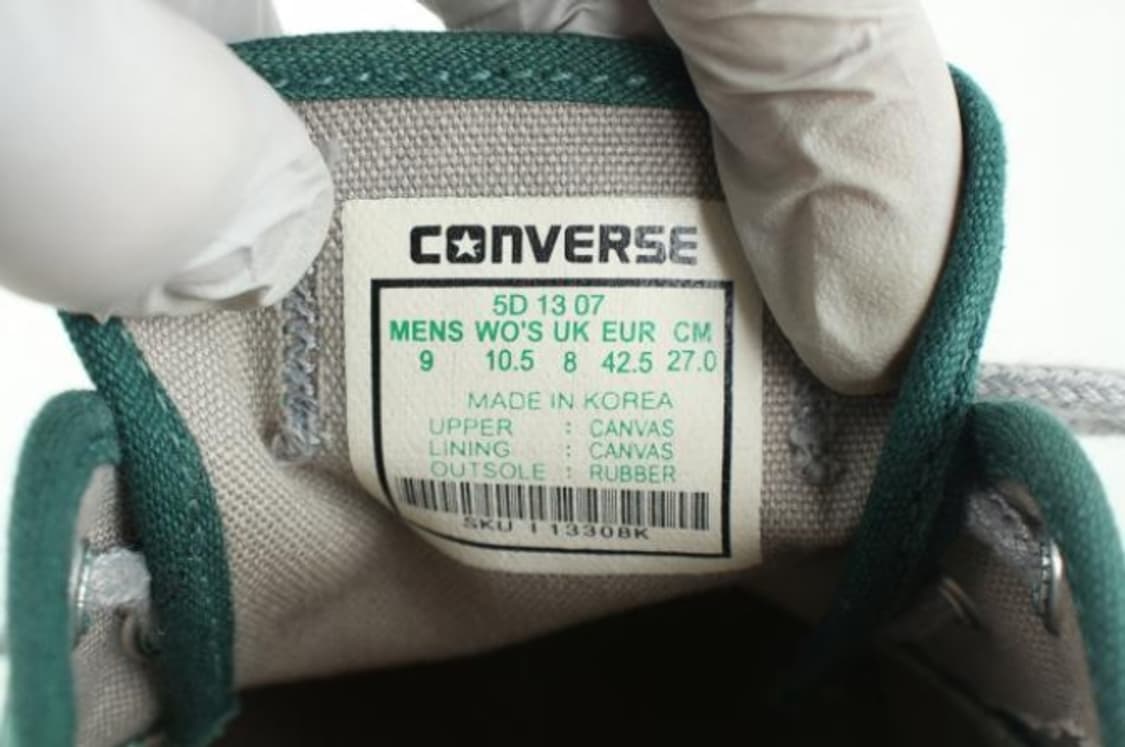 CONVERSE
5D 13 07
MENS WO'S UK EUR CM
9 10.5 8 42.5 27.0
MADE IN KOREA
UPPER : CANVAS
LINING : CANVAS
OUTSOLE : RUBBER
SKU 113308K